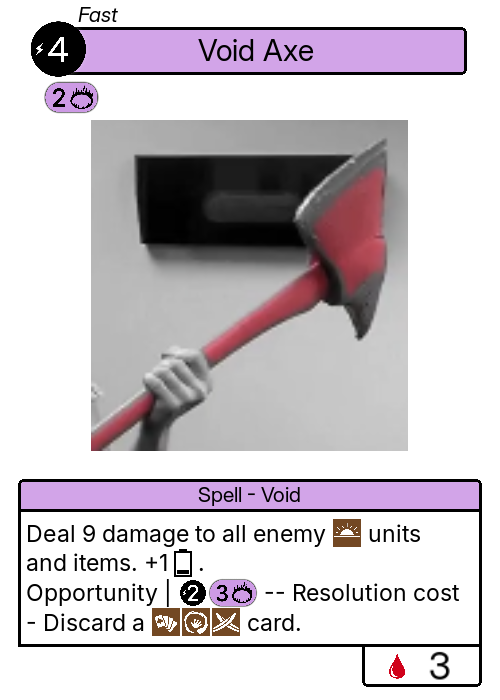 Fast
4
Void Axe
2
Spell - Void
Deal 9 damage to all enemy units
and items. +1 .
Opportunity | 2 3 -- Resolution cost
- Discard a card.
3